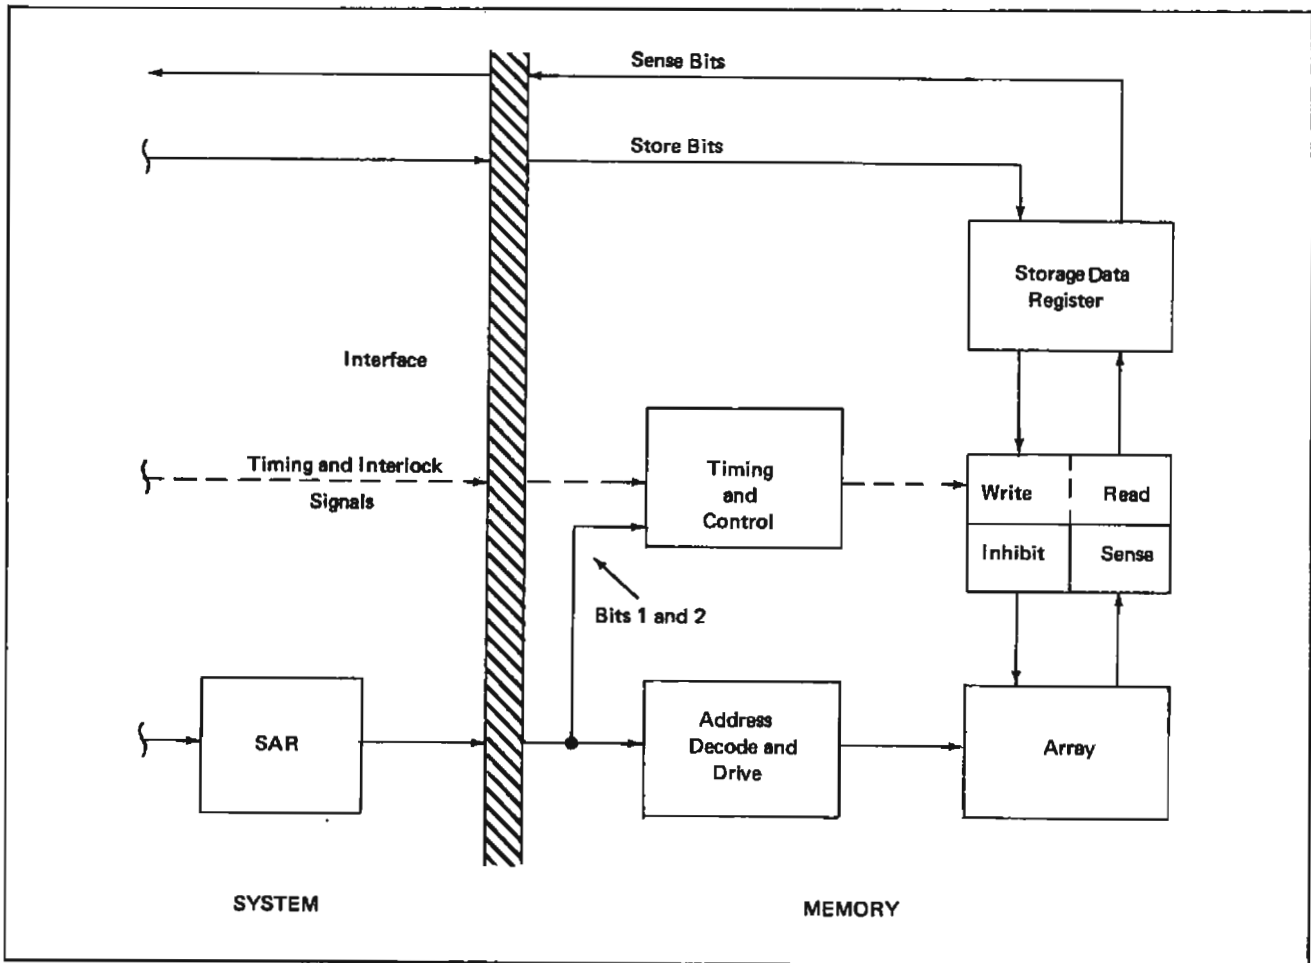 Sense Bits
Store Bits
Storage Data
Register
Interface
Timing and Interlock
Signals
Timing
and
Control
Write
Read
Inhibit
Sense
Bits 1 and 2
SAR
Address
Decode and
Drive
Array
SYSTEM
MEMORY